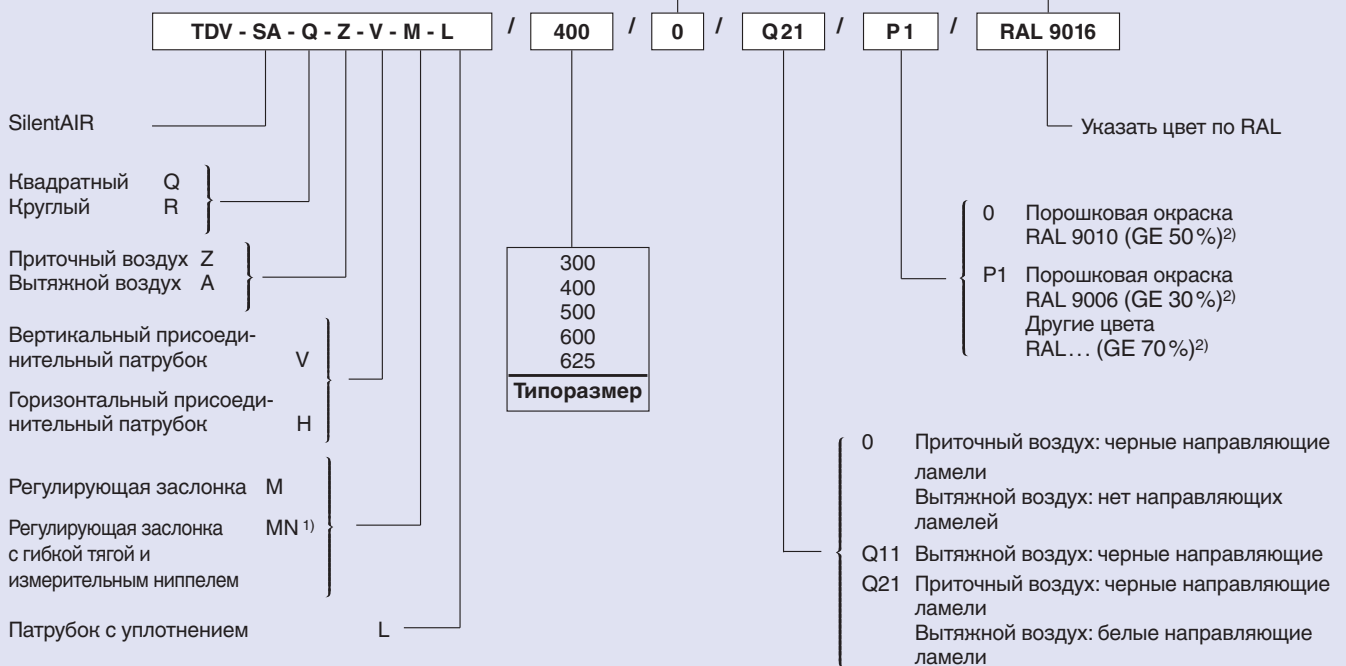 TDV - SA - Q - Z - V - M - L / 400 / 0 / Q21 / P1 / RAL 9016
SilentAIR
Указать цвет по RAL
Квадратный Q
Круглый R
Приточный воздух Z
Вытяжной воздух A
Вертикальный присоеди-
нительный патрубок V
Горизонтальный присоеди-
нительный патрубок H
Регулирующая заслонка M
Регулирующая заслонка MN 1)
с гибкой тягой и
измерительным ниппелем
Патрубок с уплотнением L
300
400
500
600
625
Типоразмер
0 Порошковая окраска
RAL 9010 (GE 50 %)2)
P1 Порошковая окраска
RAL 9006 (GE 30 %)2)
Другие цвета
RAL... (GE 70 %)2)
0 Приточный воздух: черные направляющие
ламели
Вытяжной воздух: нет направляющих
ламелей
Q11 Вытяжной воздух: черные направляющие
Q21 Приточный воздух: черные направляющие
ламели
Вытяжной воздух: белые направляющие
ламели